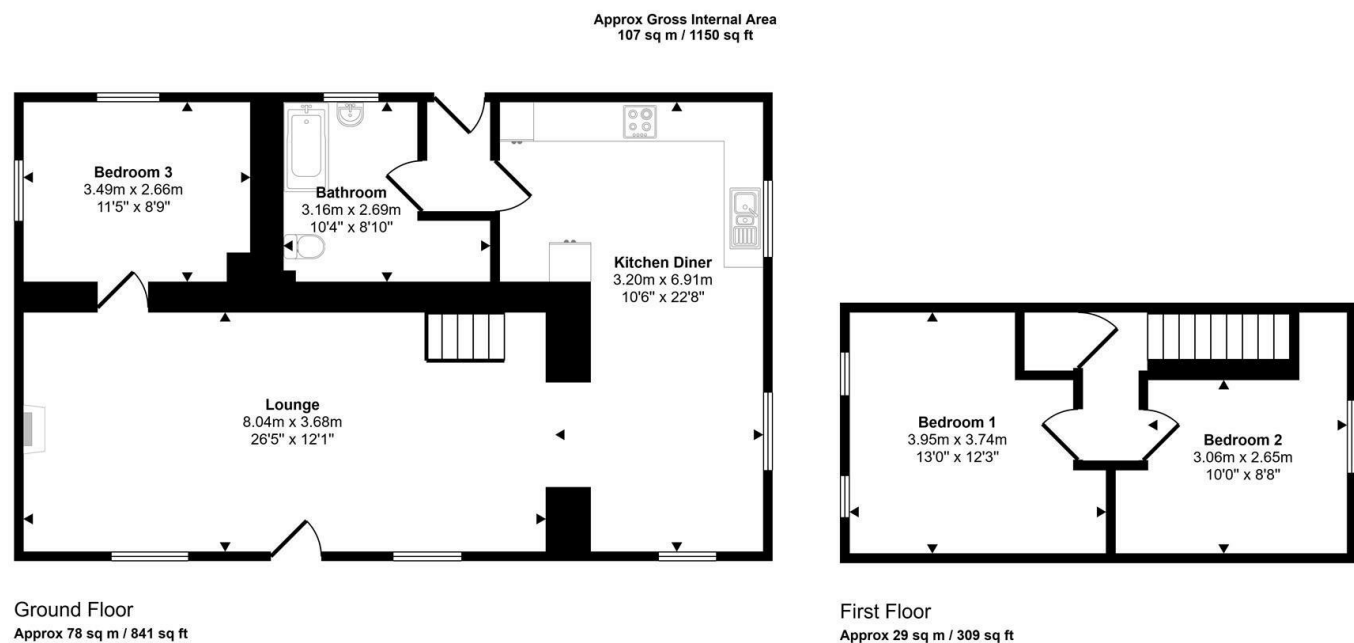 Approx Gross Internal Area
107 sq m / 1150 sq ft
Bedroom 3
3.49m x 2.66m
11'5" x 8'9"
Bathroom
3.16m x 2.69m
10'4" x 8'10"
Kitchen Diner
3.20m x 6.91m
10'6" x 22'8"
Lounge
8.04m x 3.68m
26'5" x 12'1"
Ground Floor
Approx 78 sq m / 841 sq ft
Bedroom 1
3.95m x 3.74m
13'0" x 12'3"
Bedroom 2
3.06m x 2.65m
10'0" x 8'8"
First Floor
Approx 29 sq m / 309 sq ft